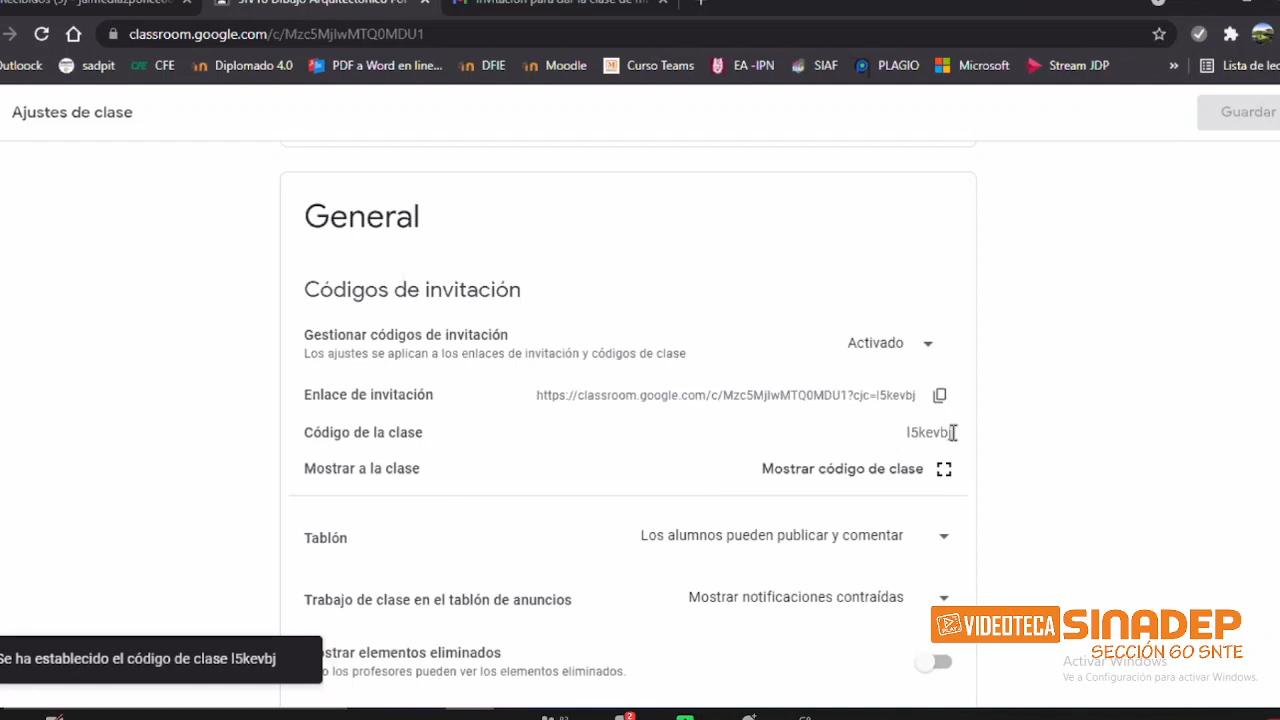 classroom.google.com/c/Mzc5MjIwMTQ0MDU1
Outloock sadpit CFE Diplomado 4.0 PDF a Word en line... DFIE Moodle Curso Teams EA -IPN SIAF PLAGIO Microsoft Stream JDP » Lista de lec
Ajustes de clase
Guardar
General
Códigos de invitación
Gestionar códigos de invitación
Activado
Los ajustes se aplican a los enlaces de invitación y códigos de clase
Enlace de invitación https://classroom.google.com/c/Mzc5MjIwMTQ0MDU1?cjc=l5kevbj
Código de la clase l5kevbj
Mostrar a la clase Mostrar código de clase
Tablón Los alumnos pueden publicar y comentar
Trabajo de clase en el tablón de anuncios Mostrar notificaciones contraídas
ostrar elementos eliminados
o los profesores pueden ver los elementos eliminados.
Se ha establecido el código de clase l5kevbj
PLAY VIDEOTECA SINADEP
SECCIÓN 60 SNTE
Activar Windows
Ve a Configuración para activar Windows.